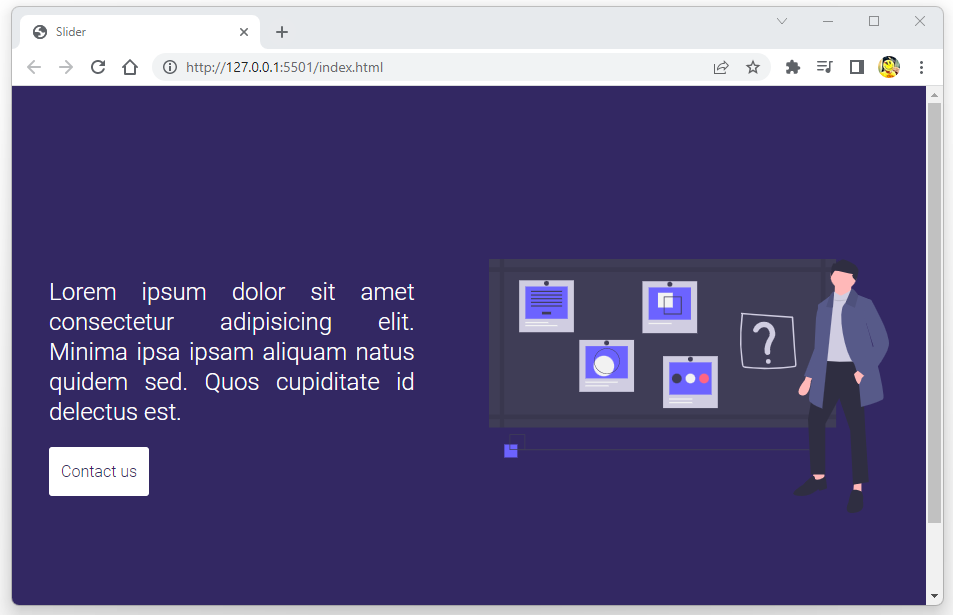 Slider
http://127.0.0.1:5501/index.html
Lorem ipsum dolor sit amet
consectetur adipisicing elit.
Minima ipsa ipsam aliquam natus
quidem sed. Quos cupiditate id
delectus est.
?
Contact us